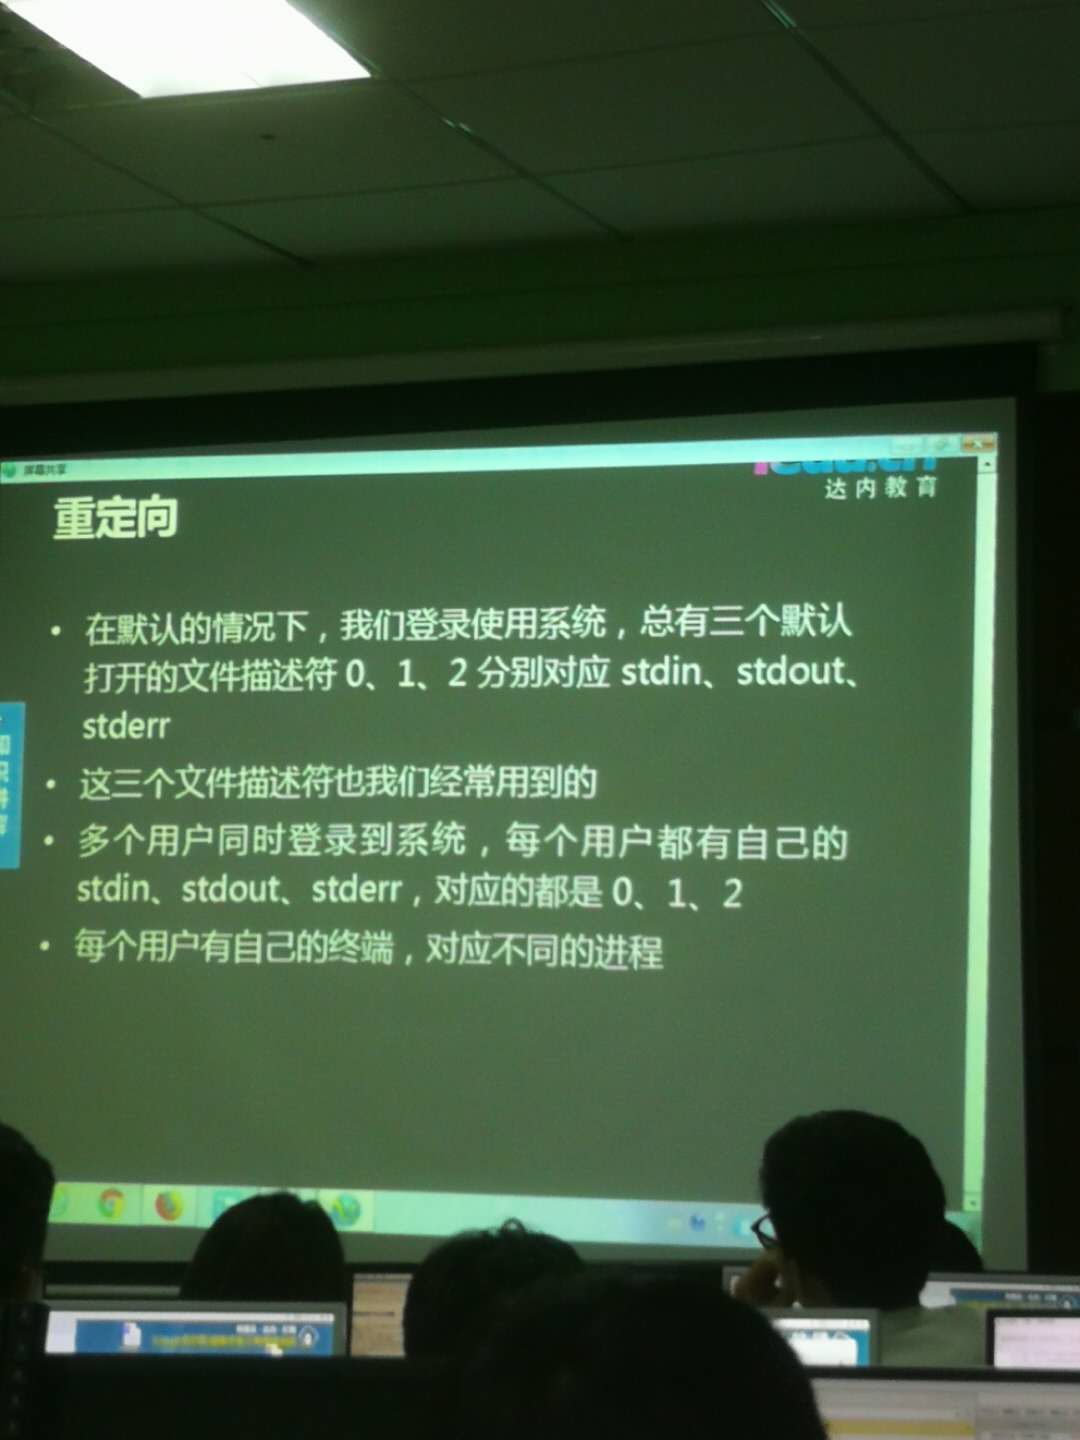 屏幕共享
达内教育
重定向
• 在默认的情况下，我们登录使用系统，总有三个默认
打开的文件描述符 0、1、2 分别对应 stdin、stdout、
stderr
• 这三个文件描述符也我们经常用到的
• 多个用户同时登录到系统，每个用户都有自己的
stdin、stdout、stderr，对应的都是 0、1、2
• 每个用户有自己的终端，对应不同的进程